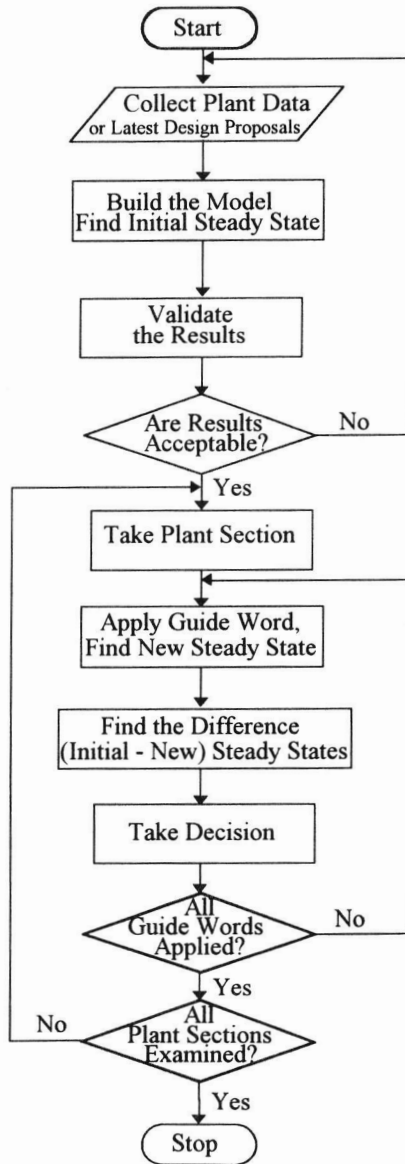 Start
Collect Plant Data
or Latest Design Proposals
Build the Model
Find Initial Steady State
Validate
the Results
Are Results
Acceptable?
No
Yes
Take Plant Section
Apply Guide Word,
Find New Steady State
Find the Difference
(Initial - New) Steady States
Take Decision
All
Guide Words
Applied?
No
Yes
No
All
Plant Sections
Examined?
Yes
Stop